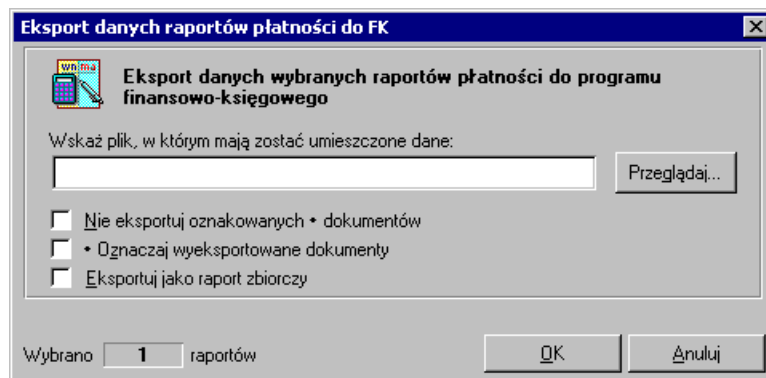 Eksport danych raportów płatności do FK
wn ma
Eksport danych wybranych raportów płatności do programu
finansowo-księgowego
Wskaż plik, w którym mają zostać umieszczone dane:
Przeglądaj...
Nie eksportuj oznakowanych • dokumentów
• Oznaczaj wyeksportowane dokumenty
Eksportuj jako raport zbiorczy
Wybrano 1 raportów
OK
Anuluj